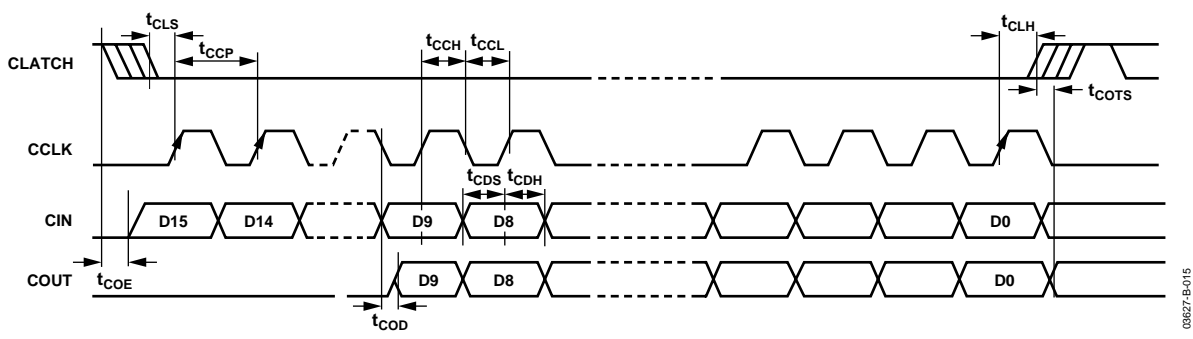 tCLS
tCCP
tCCH
tCCL
tCLH
CLATCH
tCOTS
CCLK
tCDS
tCDH
CIN
D15
D14
D9
D8
D0
tCOE
COUT
D9
D8
D0
tCOD
03627-B-015